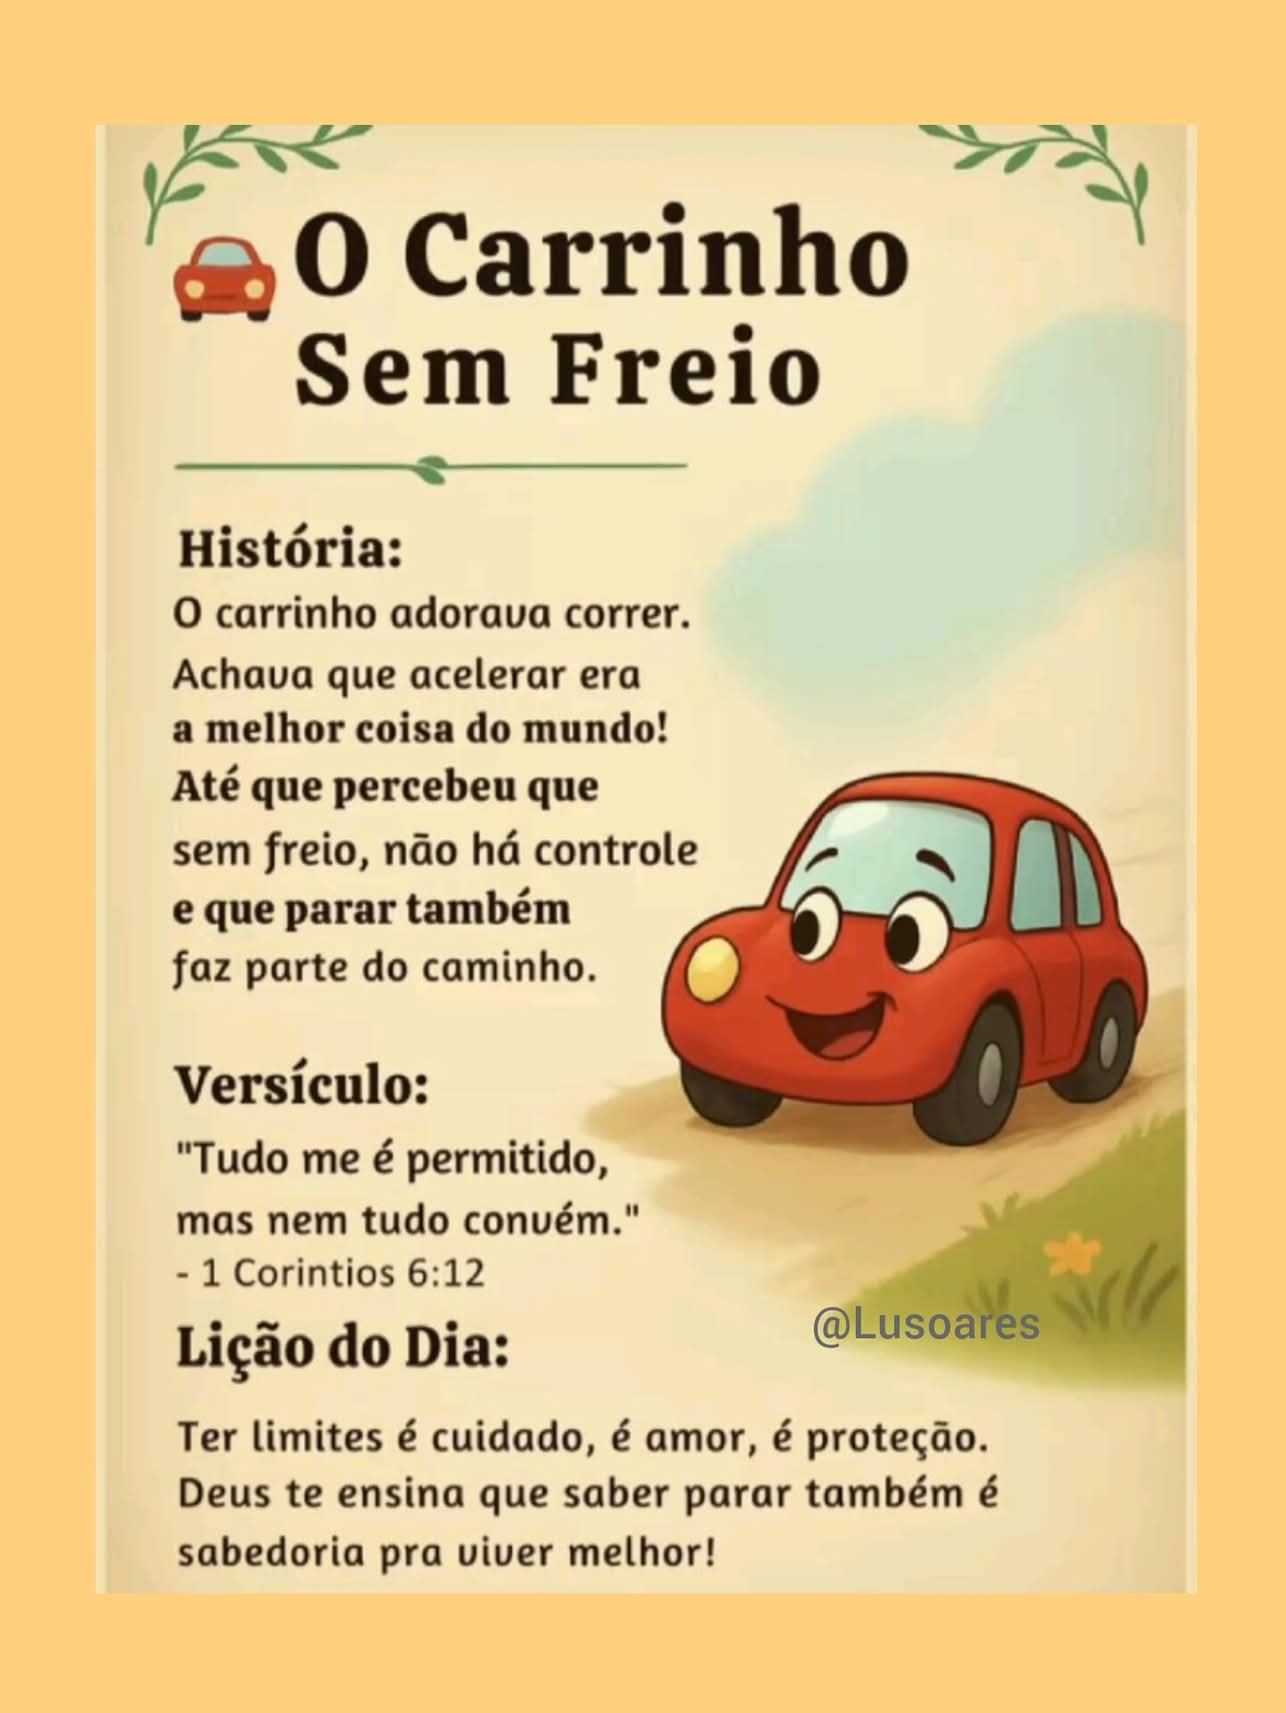 O Carrinho
Sem Freio
História:
O carrinho adorava correr.
Achava que acelerar era
a melhor coisa do mundo!
Até que percebeu que
sem freio, não há controle
e que parar também
faz parte do caminho.
Versículo:
"Tudo me é permitido,
mas nem tudo convém."
- 1 Corintios 6:12
@Lusoares
Lição do Dia:
Ter limites é cuidado, é amor, é proteção.
Deus te ensina que saber parar também é
sabedoria pra viver melhor!